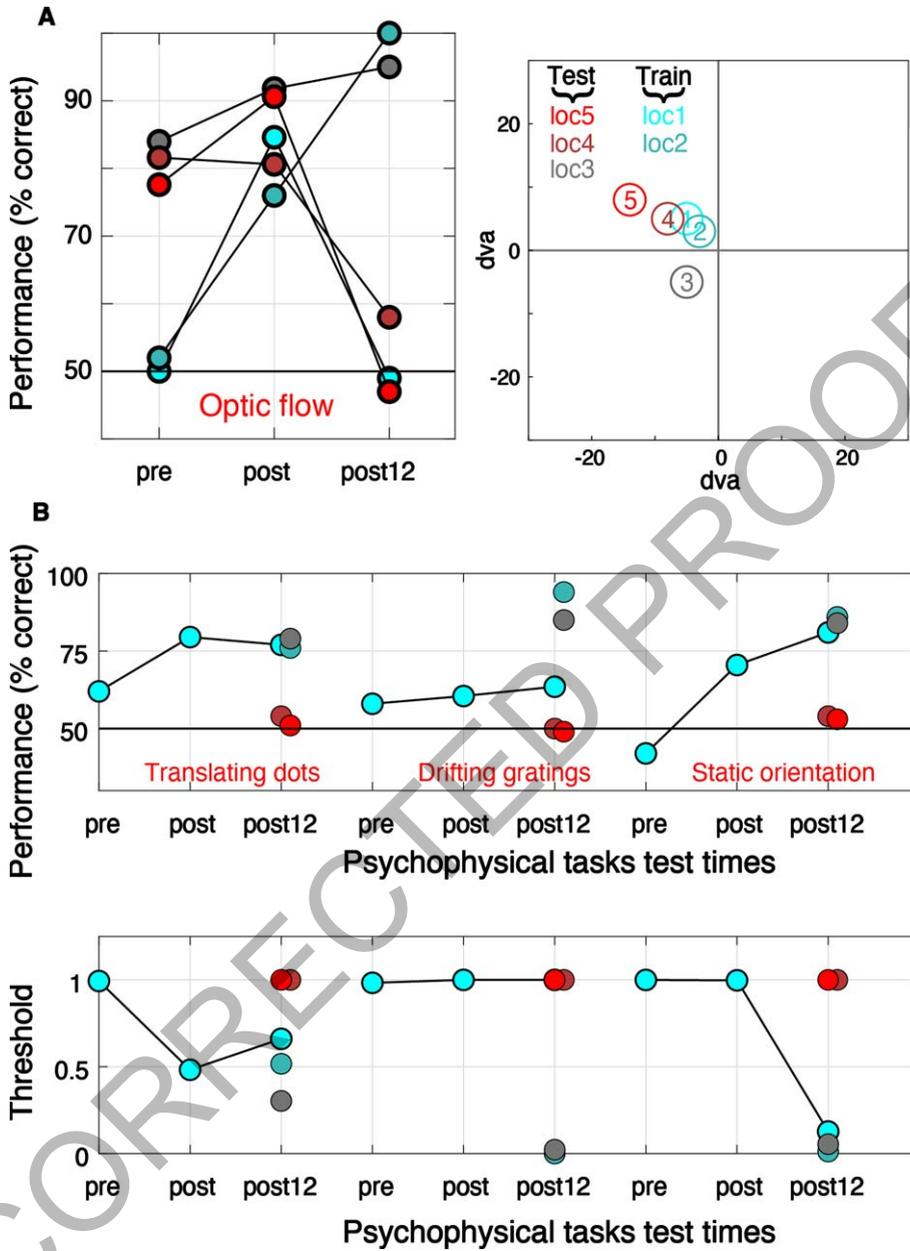 A
Performance (% correct)
90
70
50
Optic flow
pre post post12
Test Train
loc5 loc1
loc4 loc2
loc3
dva
20
0
-20
5
4 1 2
3
-20 0 20
dva
B
Performance (% correct)
100
75
50
Translating dots Drifting gratings Static orientation
pre post post12 pre post post12 pre post post12
Psychophysical tasks test times
Threshold
1
0.5
0
pre post post12 pre post post12 pre post post12
Psychophysical tasks test times
CORRECTED PROOF